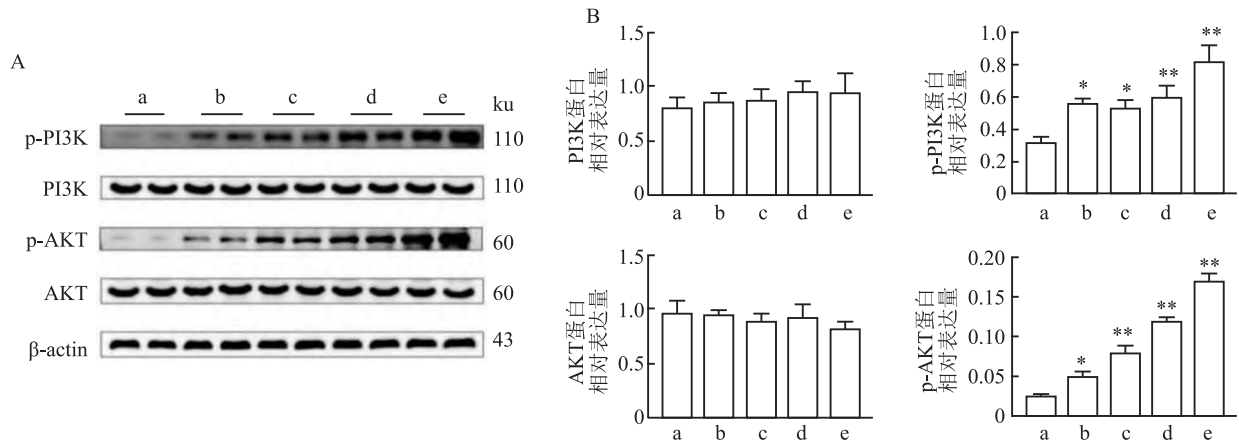 A
a b c d e ku
p-PI3K 110
PI3K 110
p-AKT 60
AKT 60
β-actin 43
B
PI3K蛋白
相对表达量
1.5
1.0
0.5
0
a b c d e
p-PI3K蛋白
相对表达量
1.0
0.8
0.6
0.4
0.2
0
* * ** **
a b c d e
AKT蛋白
相对表达量
1.5
1.0
0.5
0
a b c d e
p-AKT蛋白
相对表达量
0.20
0.15
0.10
0.05
0
* ** ** **
a b c d e